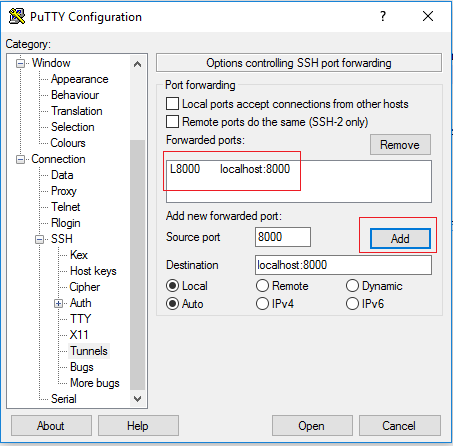 PuTTY Configuration
?
Category:
Window
Appearance
Behaviour
Translation
Selection
Colours
Connection
Data
Proxy
Telnet
Rlogin
SSH
Kex
Host keys
Cipher
Auth
TTY
X11
Tunnels
Bugs
More bugs
Serial
Options controlling SSH port forwarding
Port forwarding
Local ports accept connections from other hosts
Remote ports do the same (SSH-2 only)
Forwarded ports:
Remove
L8000 localhost:8000
Add new forwarded port:
Source port 8000 Add
Destination localhost:8000
Local Remote Dynamic
Auto IPv4 IPv6
About Help Open Cancel